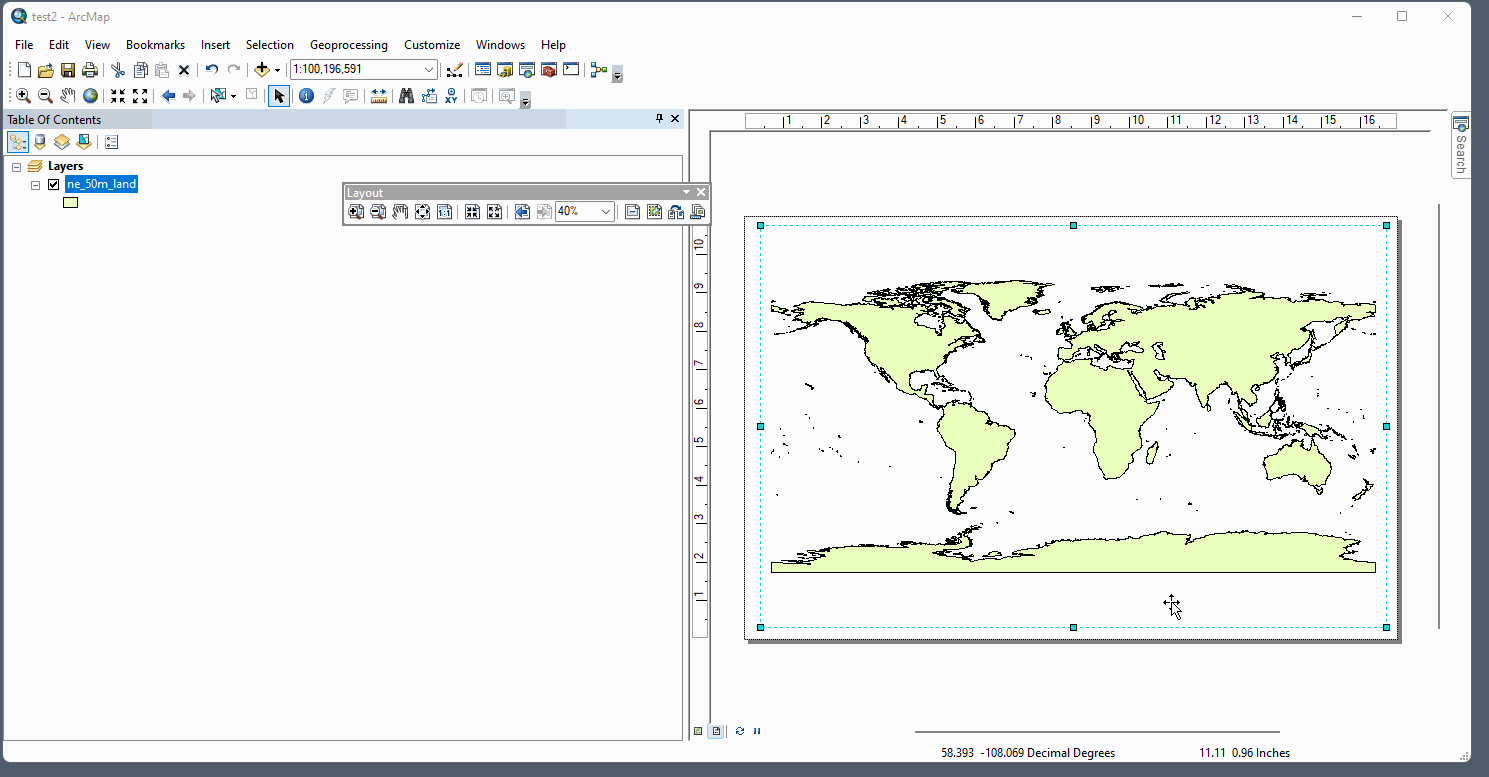 test2 - ArcMap
File Edit View Bookmarks Insert Selection Geoprocessing Customize Windows Help
1:100,196,591
XY
Table Of Contents
Layers
ne_50m_land
Layout
1:1 40%
1 2 3 4 5 6 7 8 9 10 11 12 13 14 15 16
Search
10
9
8
7
6
5
4
3
2
1
58.393 -108.069 Decimal Degrees 11.11 0.96 Inches